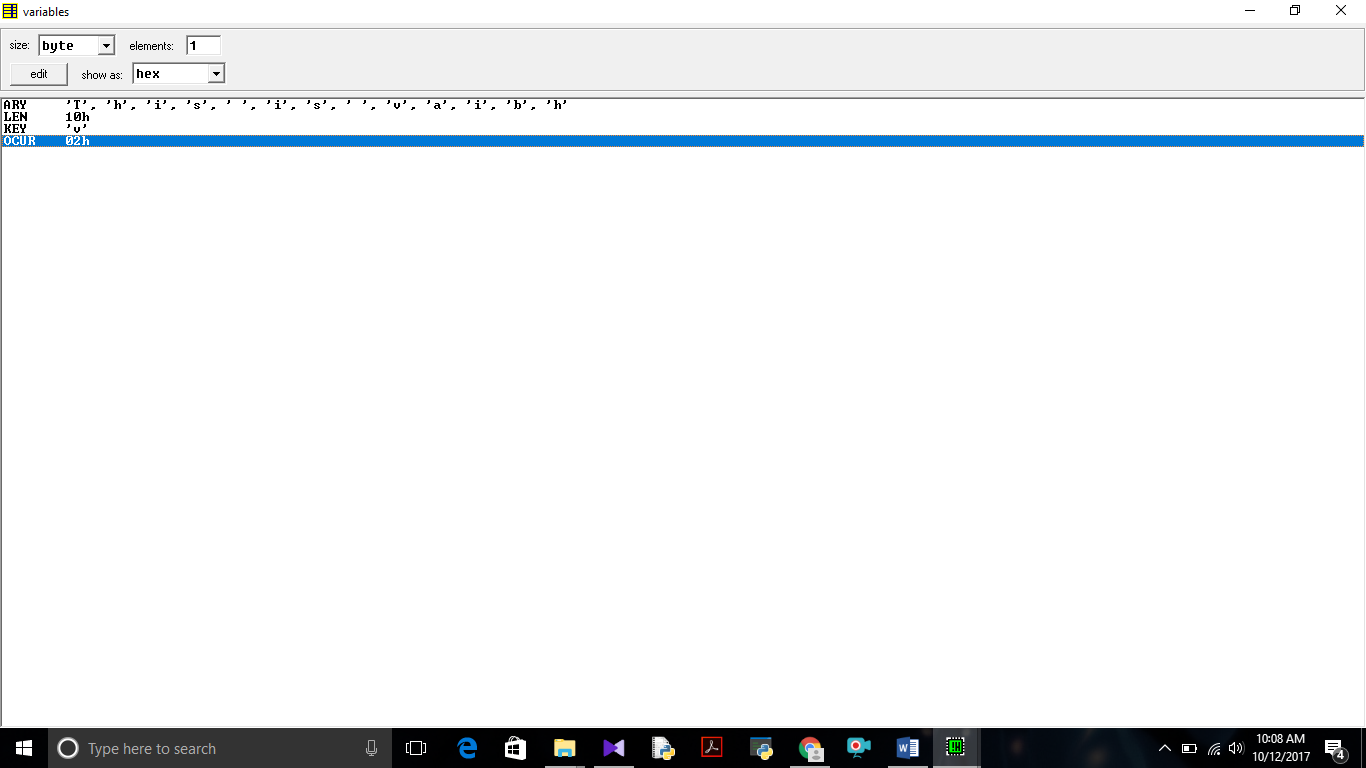 variables
size: byte elements: 1
edit show as: hex
ARY 'T', 'h', 'i', 's', ' ', 'i', 's', ' ', 'v', 'a', 'i', 'b', 'h'
LEN 10h
KEY 'v'
OCUR 02h
Type here to search
10:08 AM
10/12/2017
4